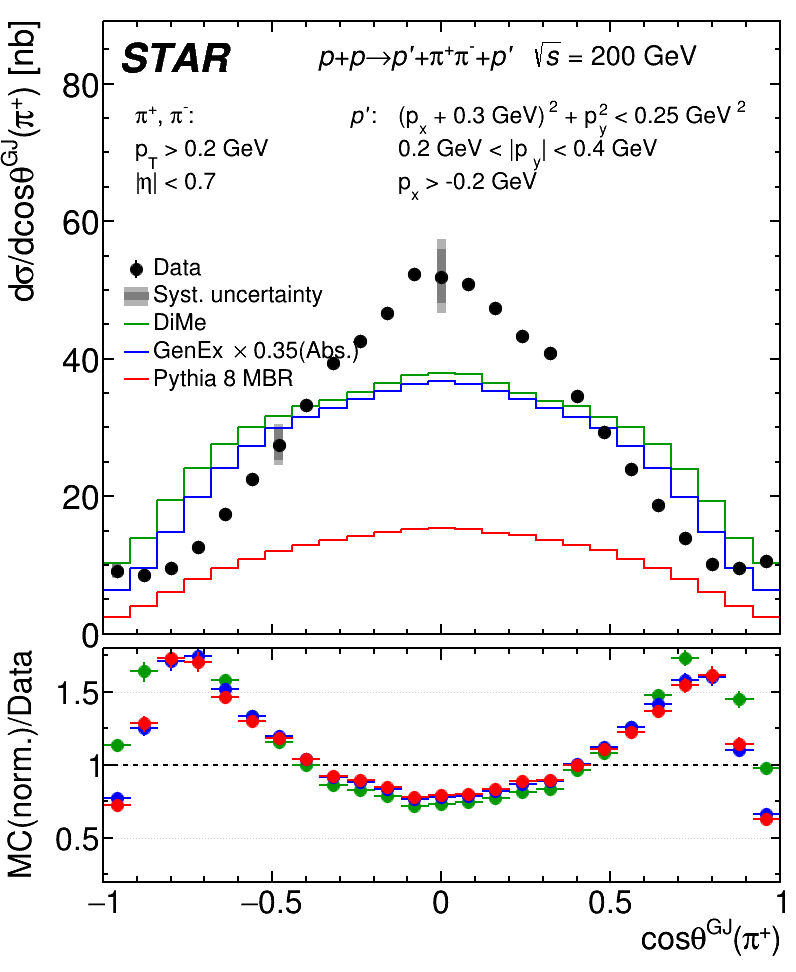 STAR p+p→p′+π⁺π⁻+p′ √s = 200 GeV
π⁺, π⁻: p′: (pₓ + 0.3 GeV)² + p_y² < 0.25 GeV²
p_T > 0.2 GeV 0.2 GeV < |p_y| < 0.4 GeV
|η| < 0.7 pₓ > -0.2 GeV
Data
Syst. uncertainty
DiMe
GenEx × 0.35(Abs.)
Pythia 8 MBR
dσ/dcosθ^GJ(π⁺) [nb]
80
60
40
20
0
MC(norm.)/Data
1.5
1
0.5
−1 −0.5 0 0.5 1
cosθ^GJ(π⁺)